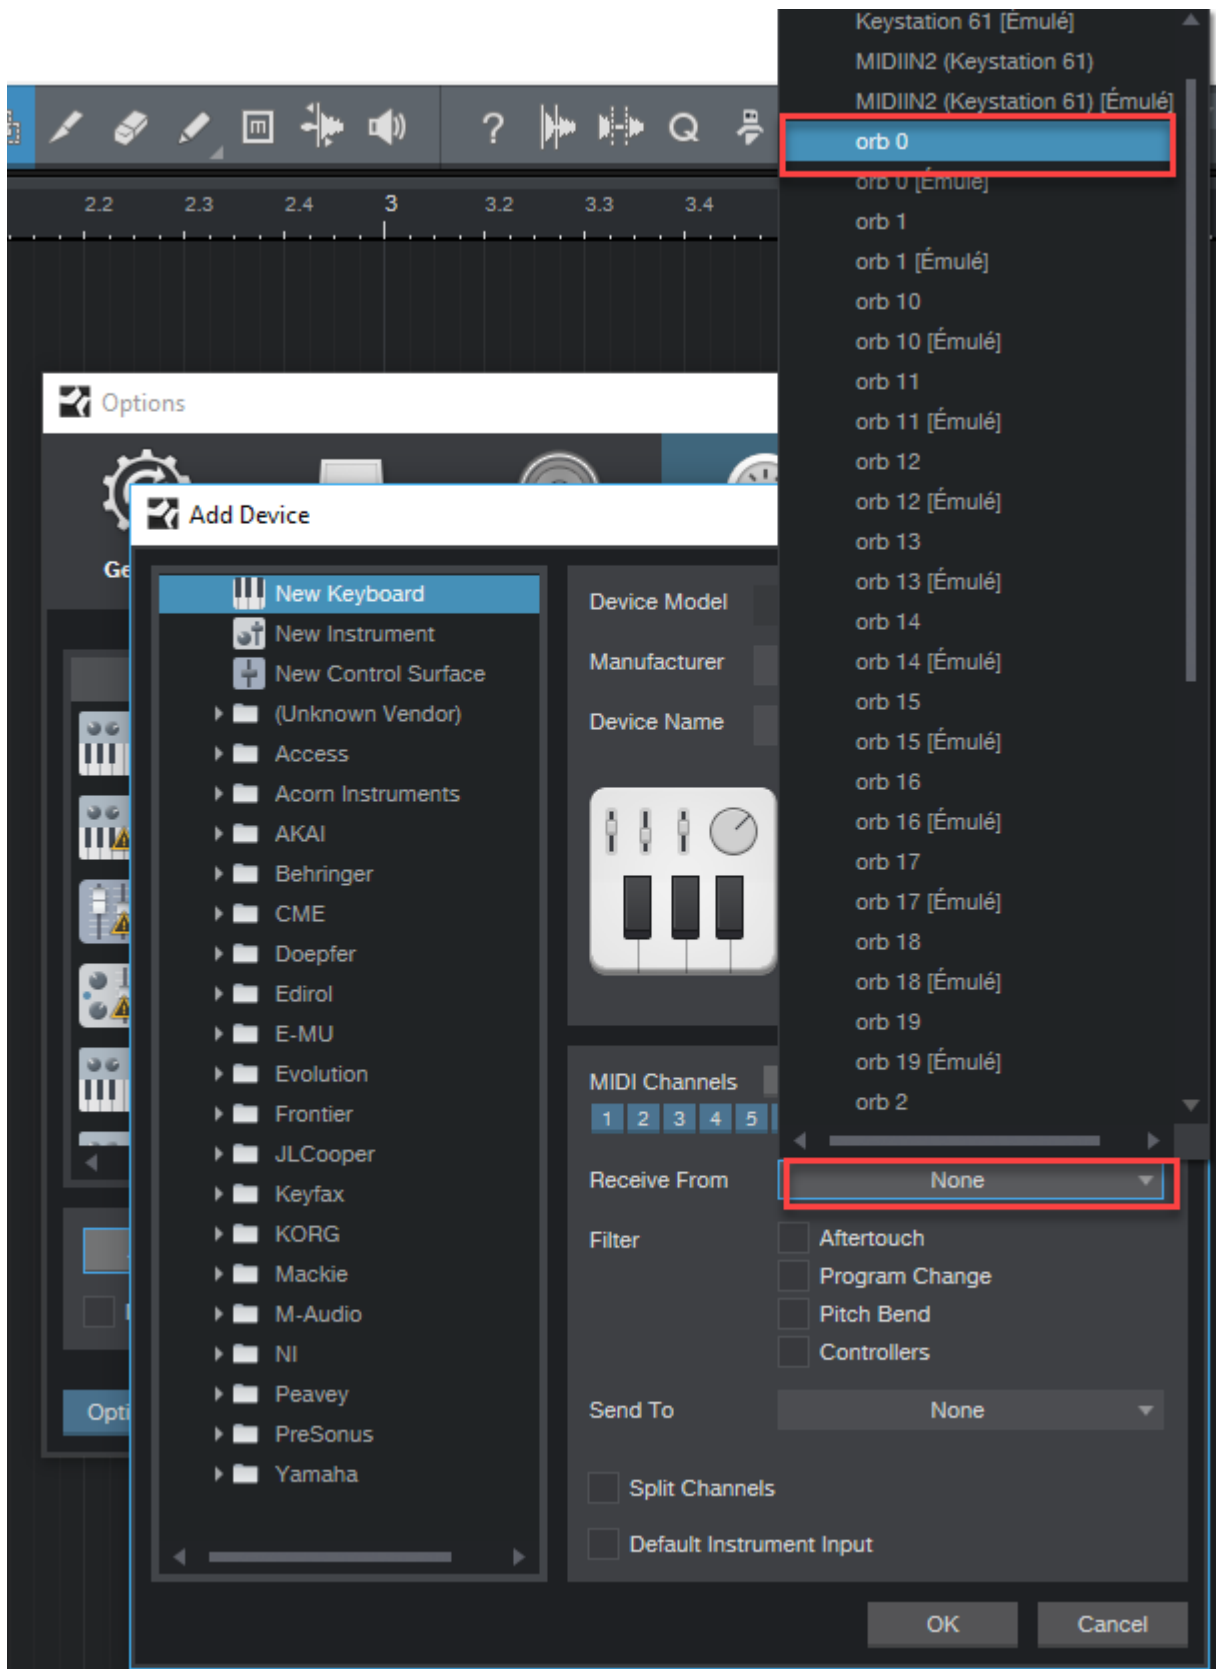 Keystation 61 [Émulé]
MIDIIN2 (Keystation 61)
MIDIIN2 (Keystation 61) [Émulé]
orb 0
orb 0 [Émulé]
orb 1
orb 1 [Émulé]
orb 10
orb 10 [Émulé]
orb 11
orb 11 [Émulé]
orb 12
orb 12 [Émulé]
orb 13
orb 13 [Émulé]
orb 14
orb 14 [Émulé]
orb 15
orb 15 [Émulé]
orb 16
orb 16 [Émulé]
orb 17
orb 17 [Émulé]
orb 18
orb 18 [Émulé]
orb 19
orb 19 [Émulé]
orb 2
m ? Q
2.2 2.3 2.4 3 3.2 3.3 3.4
Options
Add Device
New Keyboard
New Instrument
New Control Surface
(Unknown Vendor)
Access
Acorn Instruments
AKAI
Behringer
CME
Doepfer
Edirol
E-MU
Evolution
Frontier
JLCooper
Keyfax
KORG
Mackie
M-Audio
NI
Peavey
PreSonus
Yamaha
Device Model
Manufacturer
Device Name
MIDI Channels
1 2 3 4 5
Receive From None
Filter
Aftertouch
Program Change
Pitch Bend
Controllers
Send To None
Split Channels
Default Instrument Input
OK Cancel